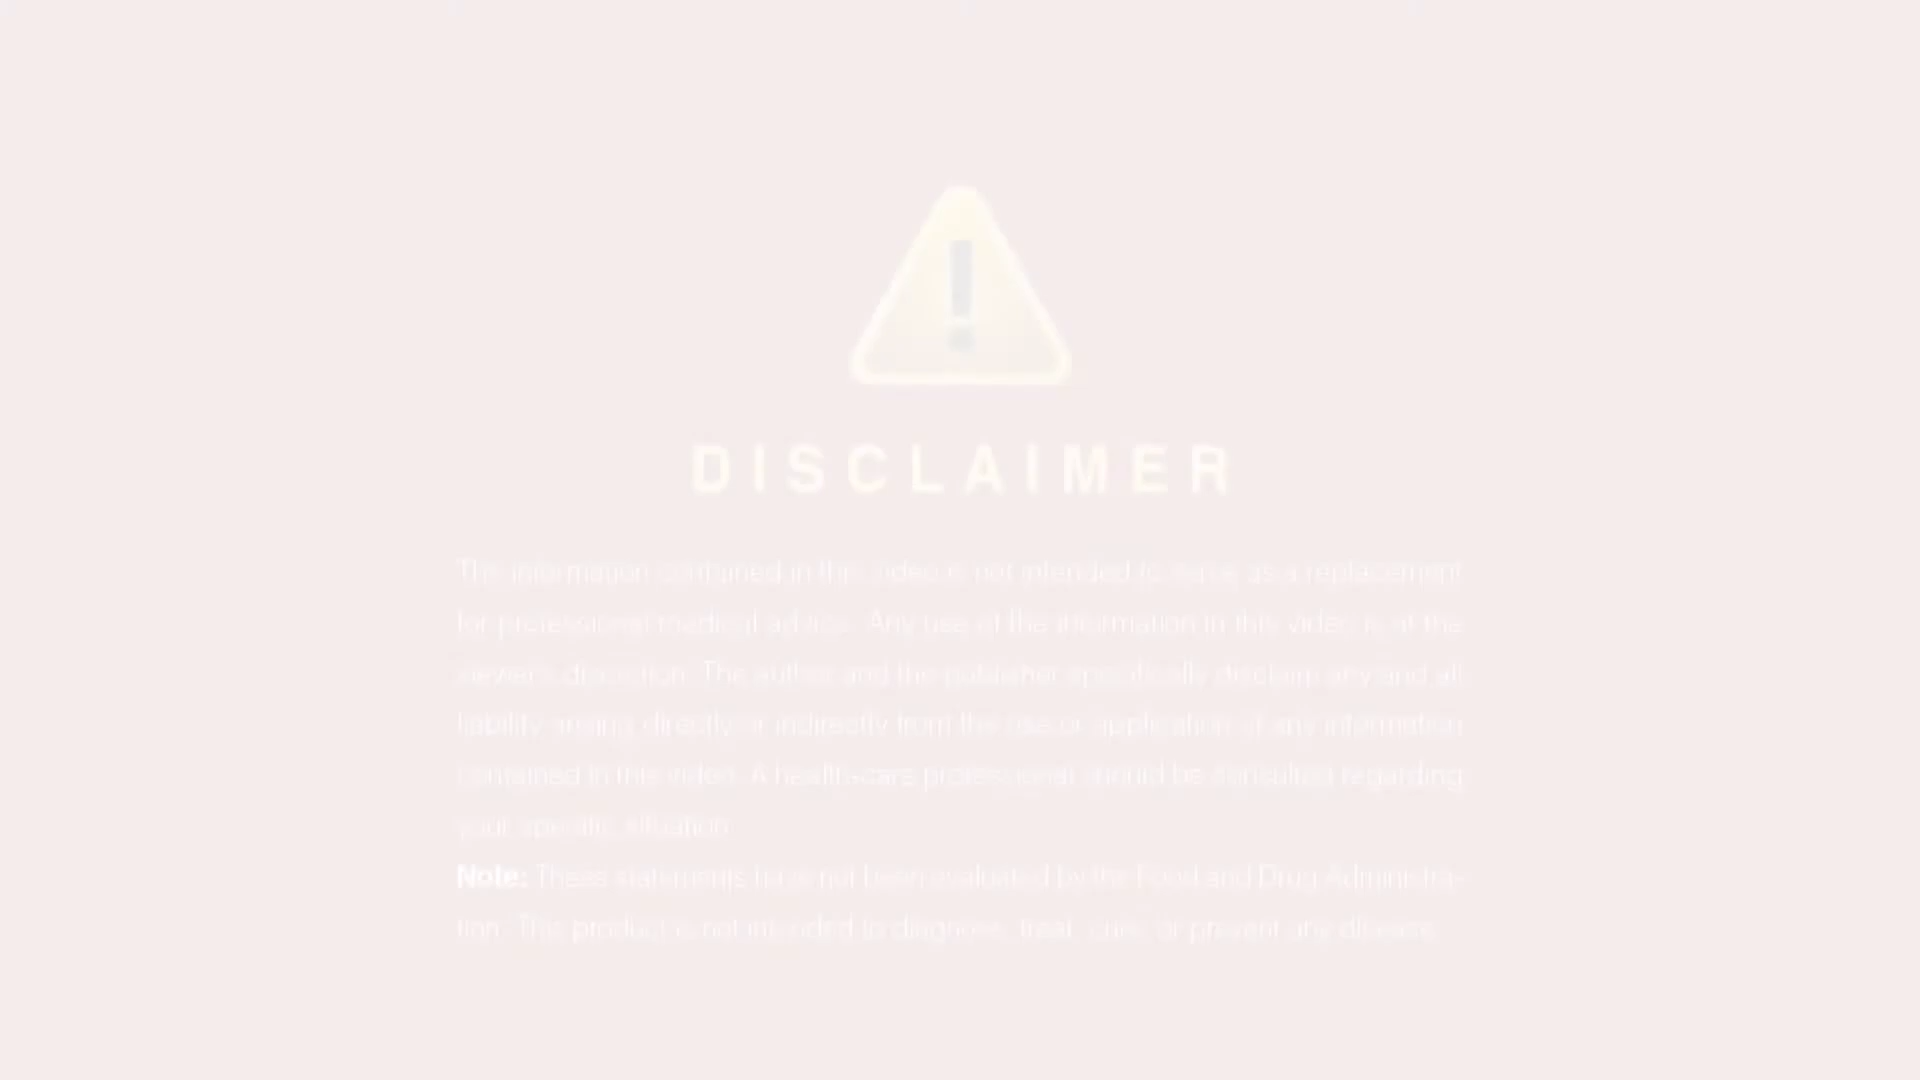 !
DISCLAIMER
The information contained in this video is not intended to serve as a replacement
for professional medical advice. Any use of the information in this video is at the
viewer's discretion. The author and the publisher specifically disclaim any and all
liability arising directly or indirectly from the use or application of any information
contained in this video. A health-care professional should be consulted regarding
your specific situation.
Note: These statements have not been evaluated by the Food and Drug Administra-
tion. This product is not intended to diagnose, treat, cure, or prevent any disease.